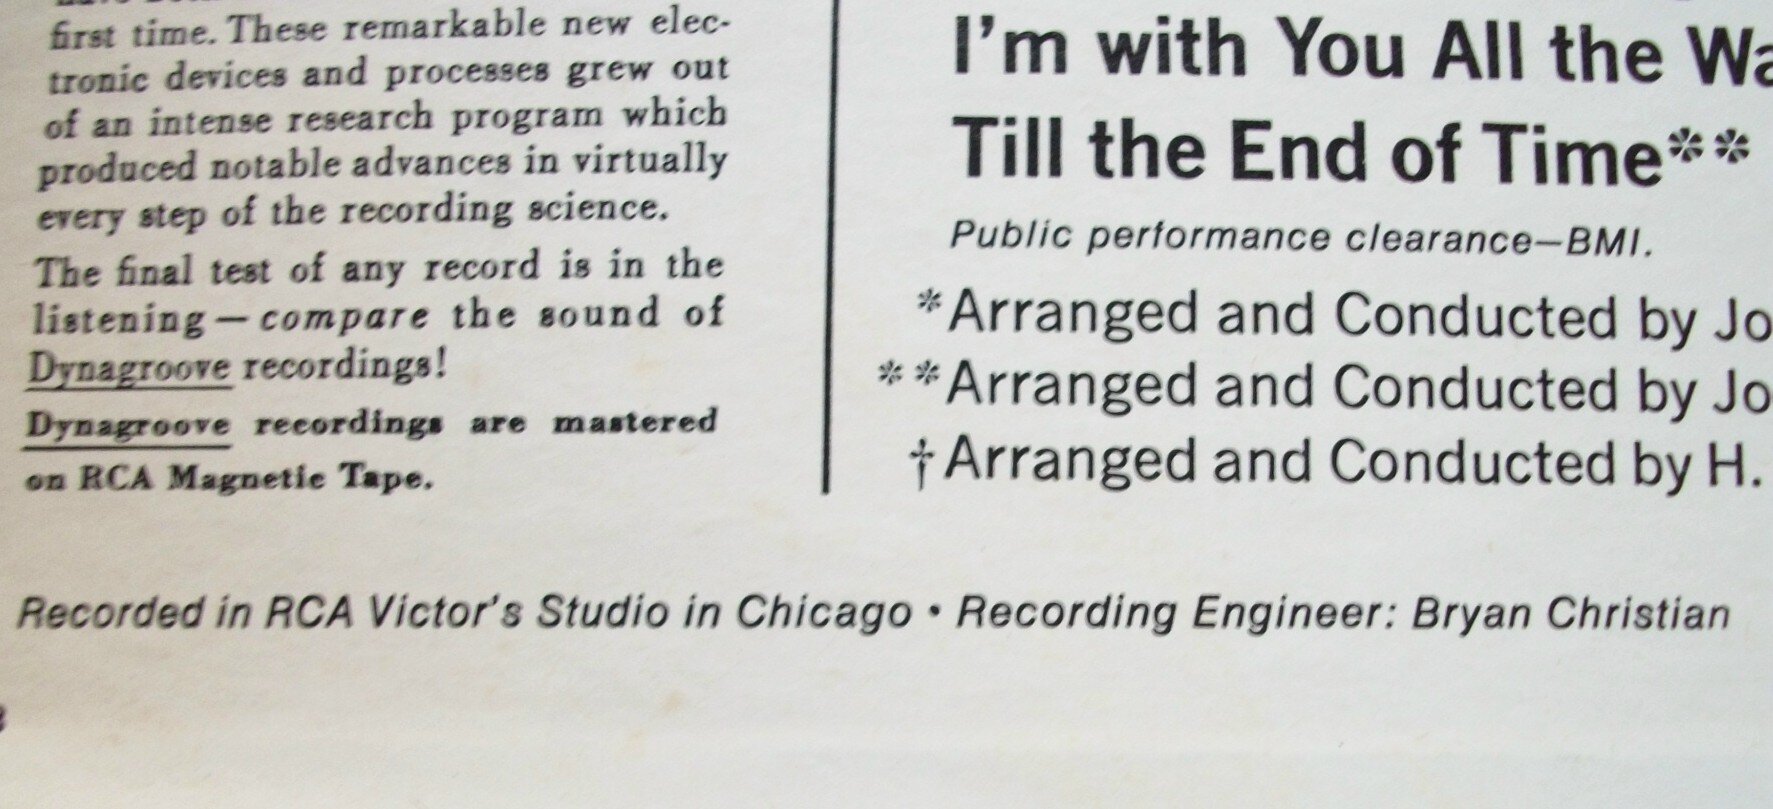 first time. These remarkable new elec-
tronic devices and processes grew out
of an intense research program which
produced notable advances in virtually
every step of the recording science.
The final test of any record is in the
listening — compare the sound of
Dynagroove recordings!
Dynagroove recordings are mastered
on RCA Magnetic Tape.
I'm with You All the Wa
Till the End of Time**
Public performance clearance—BMI.
*Arranged and Conducted by Jo
**Arranged and Conducted by Jo
†Arranged and Conducted by H.
Recorded in RCA Victor's Studio in Chicago • Recording Engineer: Bryan Christian